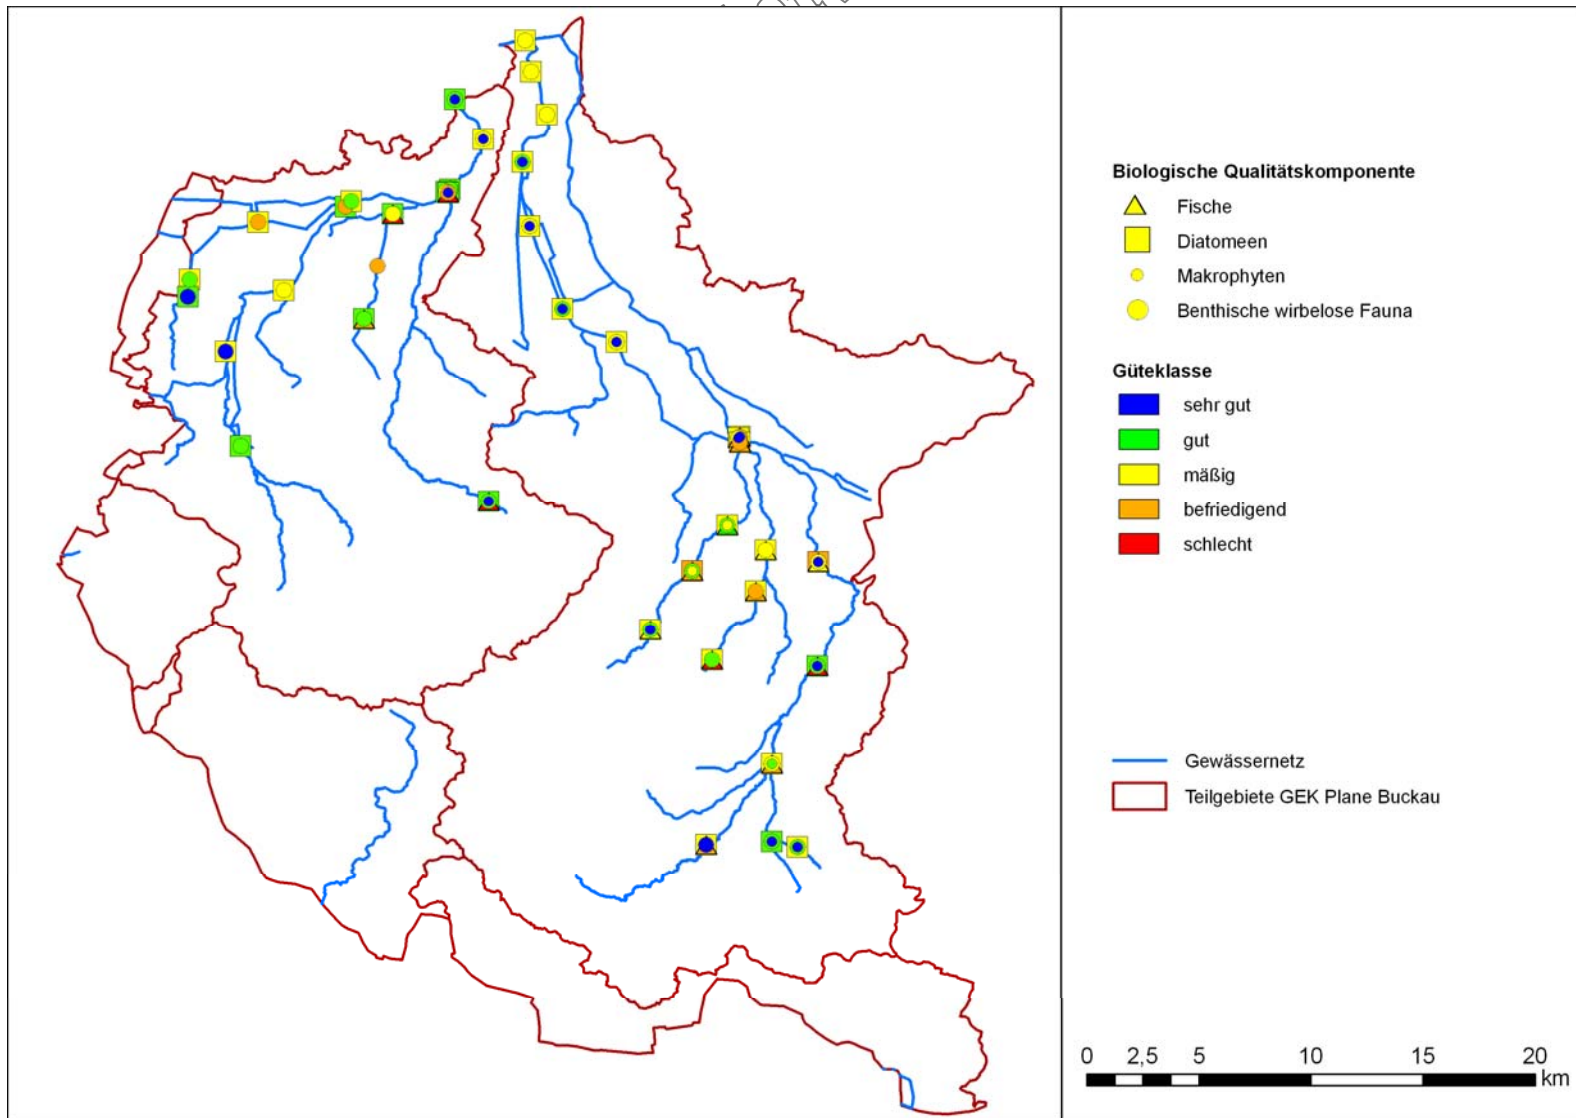 Biologische Qualitätskomponente
Fische
Diatomeen
Makrophyten
Benthische wirbelose Fauna
Güteklasse
sehr gut
gut
mäßig
befriedigend
schlecht
Gewässernetz
Teilgebiete GEK Plane Buckau
0 2,5 5 10 15 20
km